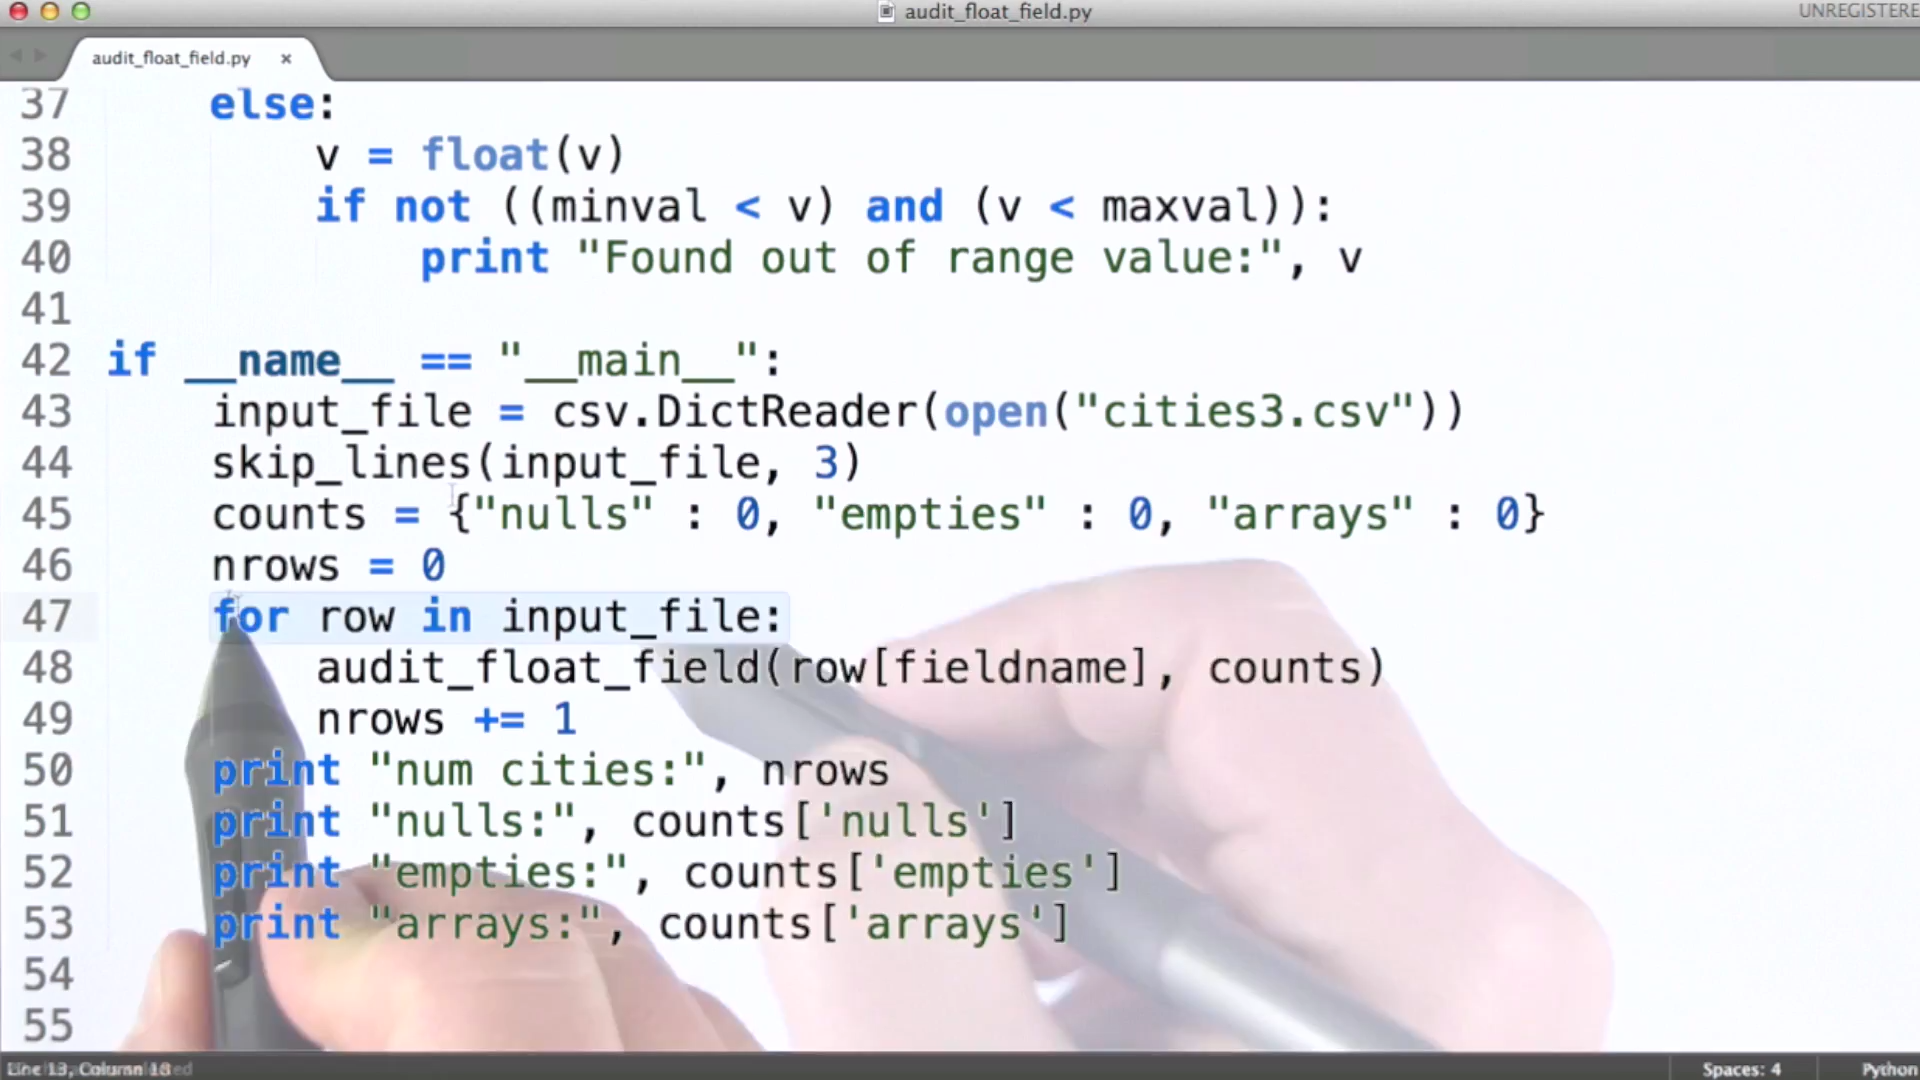 audit_float_field.py
UNREGISTERE
audit_float_field.py ×
37 else:
38 v = float(v)
39 if not ((minval < v) and (v < maxval)):
40 print "Found out of range value:", v
41
42 if __name__ == "__main__":
43 input_file = csv.DictReader(open("cities3.csv"))
44 skip_lines(input_file, 3)
45 counts = {"nulls" : 0, "empties" : 0, "arrays" : 0}
46 nrows = 0
47 for row in input_file:
48 audit_float_field(row[fieldname], counts)
49 nrows += 1
50 print "num cities:", nrows
51 print "nulls:", counts['nulls']
52 print "empties:", counts['empties']
53 print "arrays:", counts['arrays']
54
55
Column
Spaces: 4
Python